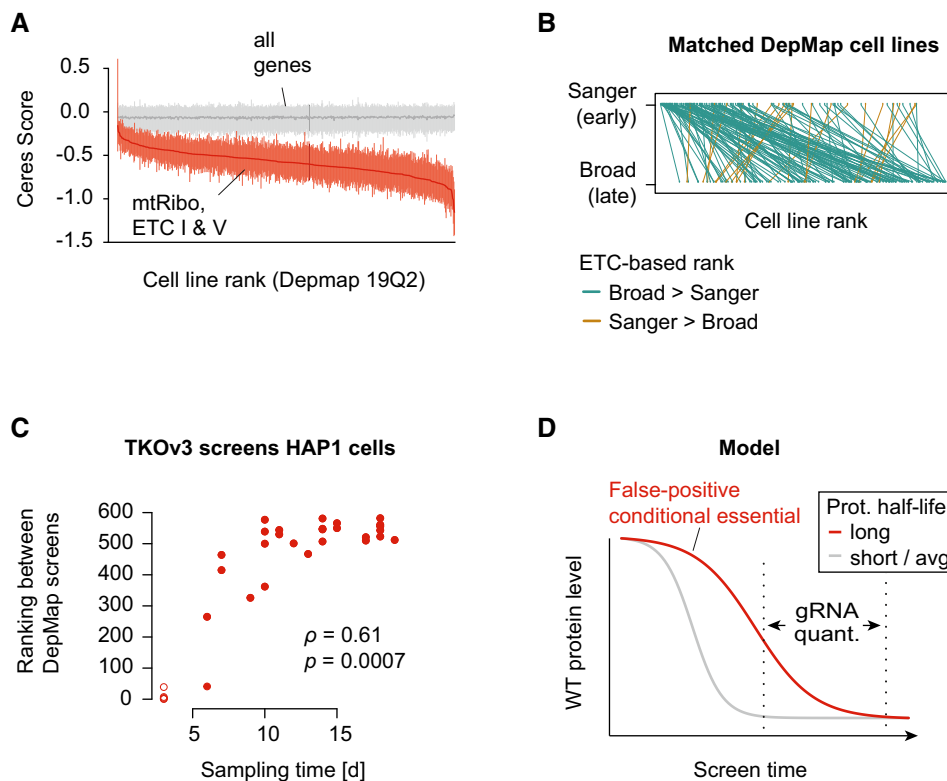 A
all
genes
Ceres Score
0.5
0.0
-0.5
-1.0
-1.5
mtRibo,
ETC I & V
Cell line rank (Depmap 19Q2)
B
Matched DepMap cell lines
Sanger
(early)
Broad
(late)
Cell line rank
ETC-based rank
Broad > Sanger
Sanger > Broad
C
TKOv3 screens HAP1 cells
Ranking between
DepMap screens
600
500
400
300
200
100
0
ρ = 0.61
p = 0.0007
5 10 15
Sampling time [d]
D
Model
False-positive
conditional essential
Prot. half-life
long
short / avg
gRNA
quant.
WT protein level
Screen time